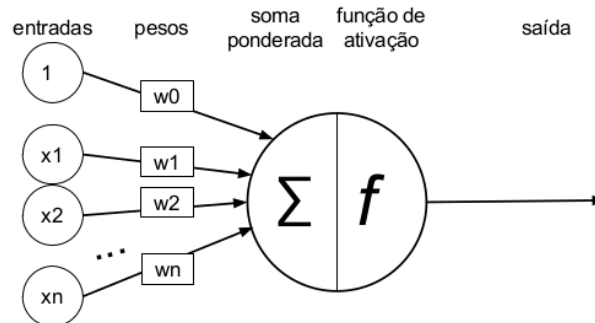 entradas
pesos
soma
ponderada
função de
ativação
saída
1
w0
x1
w1
x2
w2
...
xn
wn
Σ
f